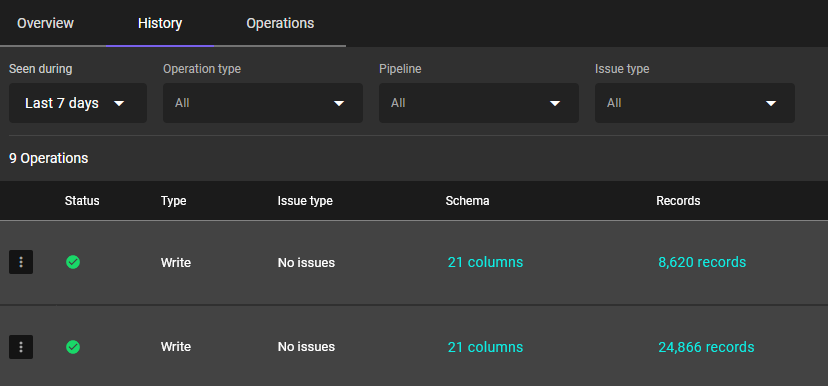 Overview History Operations
Seen during Operation type Pipeline Issue type
Last 7 days All All All
9 Operations
Status Type Issue type Schema Records
Write No issues 21 columns 8,620 records
Write No issues 21 columns 24,866 records